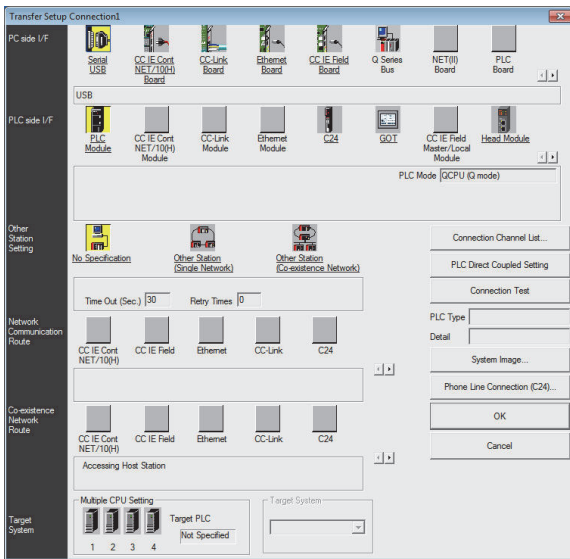 Transfer Setup Connection1
PC side I/F
Serial
USB
CC IE Cont
NET/10(H)
Board
CC-Link
Board
Ethernet
Board
CC IE Field
Board
Q Series
Bus
NET(II)
Board
PLC
Board
USB
PLC side I/F
PLC
Module
CC IE Cont
NET/10(H)
Module
CC-Link
Module
Ethernet
Module
C24
GOT
CC IE Field
Master/Local
Module
Head Module
PLC Mode QCPU (Q mode)
Other
Station
Setting
No Specification
Other Station
(Single Network)
Other Station
(Co-existence Network)
Time Out (Sec.) 30 Retry Times 0
Connection Channel List...
PLC Direct Coupled Setting
Connection Test
PLC Type
Detail
System Image...
Phone Line Connection (C24)...
OK
Cancel
Network
Communication
Route
CC IE Cont
NET/10(H)
CC IE Field
Ethernet
CC-Link
C24
Co-existence
Network
Route
CC IE Cont
NET/10(H)
CC IE Field
Ethernet
CC-Link
C24
Accessing Host Station
Target
System
Multiple CPU Setting
1 2 3 4
Target PLC
Not Specified
Target System